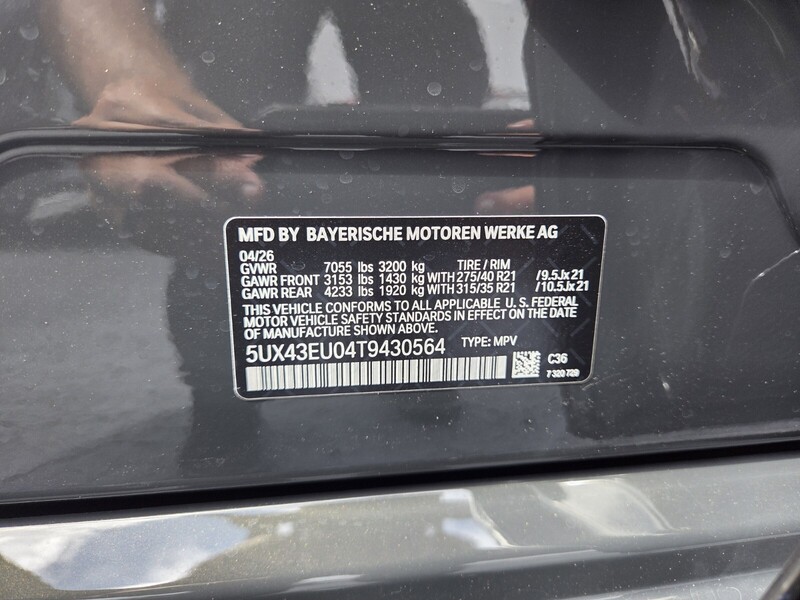 MFD BY BAYERISCHE MOTOREN WERKE AG
04/26
GVWR 7055 lbs 3200 kg TIRE / RIM
GAWR FRONT 3153 lbs 1430 kg WITH 275/40 R21 /9.5Jx21
GAWR REAR 4233 lbs 1920 kg WITH 315/35 R21 /10.5Jx21
THIS VEHICLE CONFORMS TO ALL APPLICABLE U.S. FEDERAL
MOTOR VEHICLE SAFETY STANDARDS IN EFFECT ON THE DATE
OF MANUFACTURE SHOWN ABOVE.
5UX43EU04T9430564 TYPE: MPV
C36
7 320 729